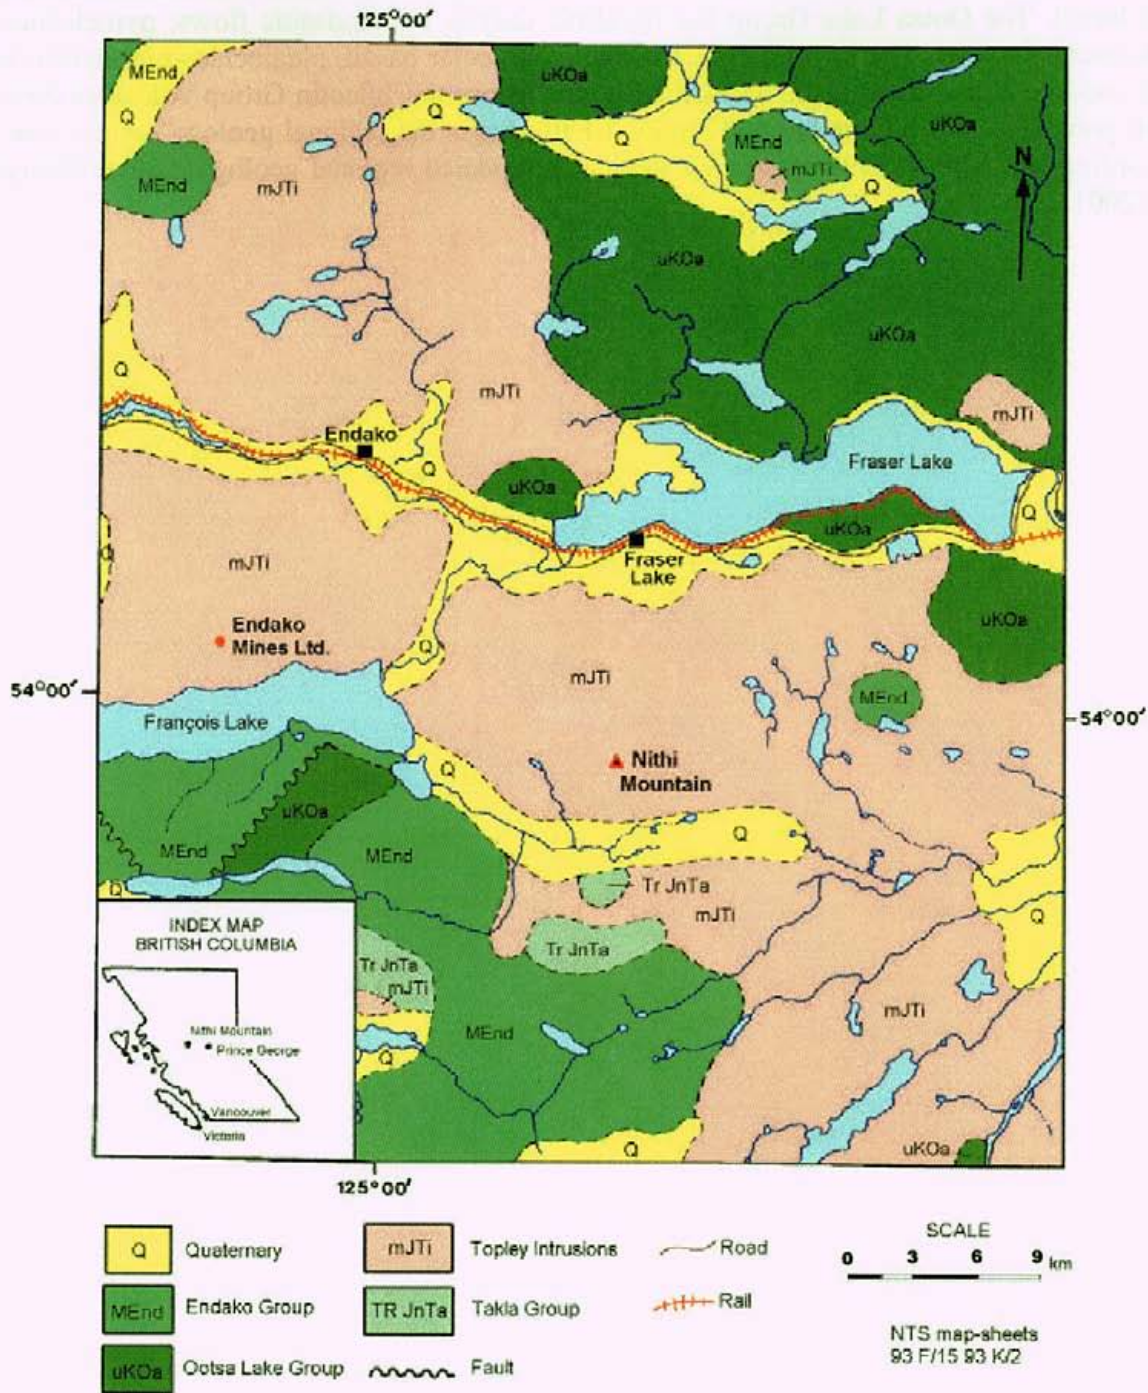 125°00′
MEnd
uKOa
Q
Q
Q
uKOa
MEnd
N
MEnd
mJTi
mJTi
Q
uKOa
uKOa
Q
mJTi
mJTi
Endako
Fraser Lake
Q
uKOa
Q
uKOa
Q
mJTi
Fraser
Lake
uKOa
Endako
Mines Ltd.
Q
mJTi
54°00′
MEnd
54°00′
François Lake
Nithi
Mountain
Q
uKOa
Q
MEnd
MEnd
Q
Tr JnTa
mJTi
Q
INDEX MAP
BRITISH COLUMBIA
Tr JnTa
Tr JnTa
mJTi
mJTi
Nithi Mountain
Prince George
MEnd
Q
Vancouver
Victoria
Q
uKOa
125°00′
Q Quaternary
mJTi Topley Intrusions
Road
SCALE
0 3 6 9 km
MEnd Endako Group
TR JnTa Takla Group
Rail
NTS map-sheets
93 F/15 93 K/2
uKOa Ootsa Lake Group
Fault